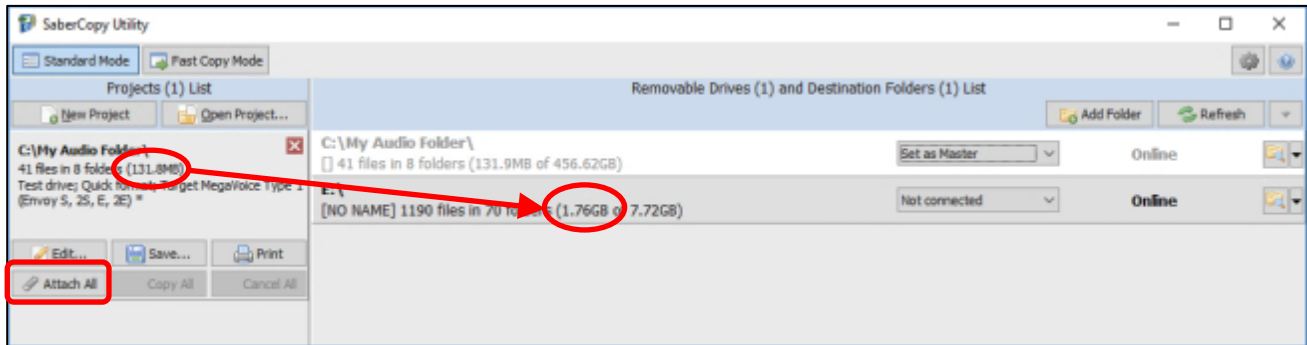 SaberCopy Utility
Standard Mode
Fast Copy Mode
Projects (1) List
Removable Drives (1) and Destination Folders (1) List
New Project
Open Project...
Add Folder
Refresh
C:\My Audio Folder\
41 files in 8 folders (131.8MB)
Test drive; Quick format; Target MegaVoice Type 1
(Envoy S, 2S, E, 2E) *
C:\My Audio Folder\
[] 41 files in 8 folders (131.9MB of 456.62GB)
Set as Master
Online
E:\
[NO NAME] 1190 files in 70 folders (1.76GB of 7.72GB)
Not connected
Online
Edit...
Save...
Print
Attach All
Copy All
Cancel All